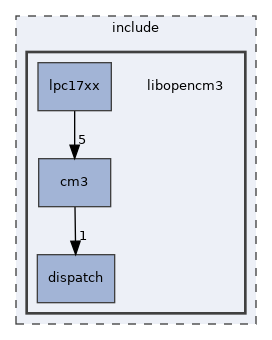 include
lpc17xx
libopencm3
5
cm3
1
dispatch